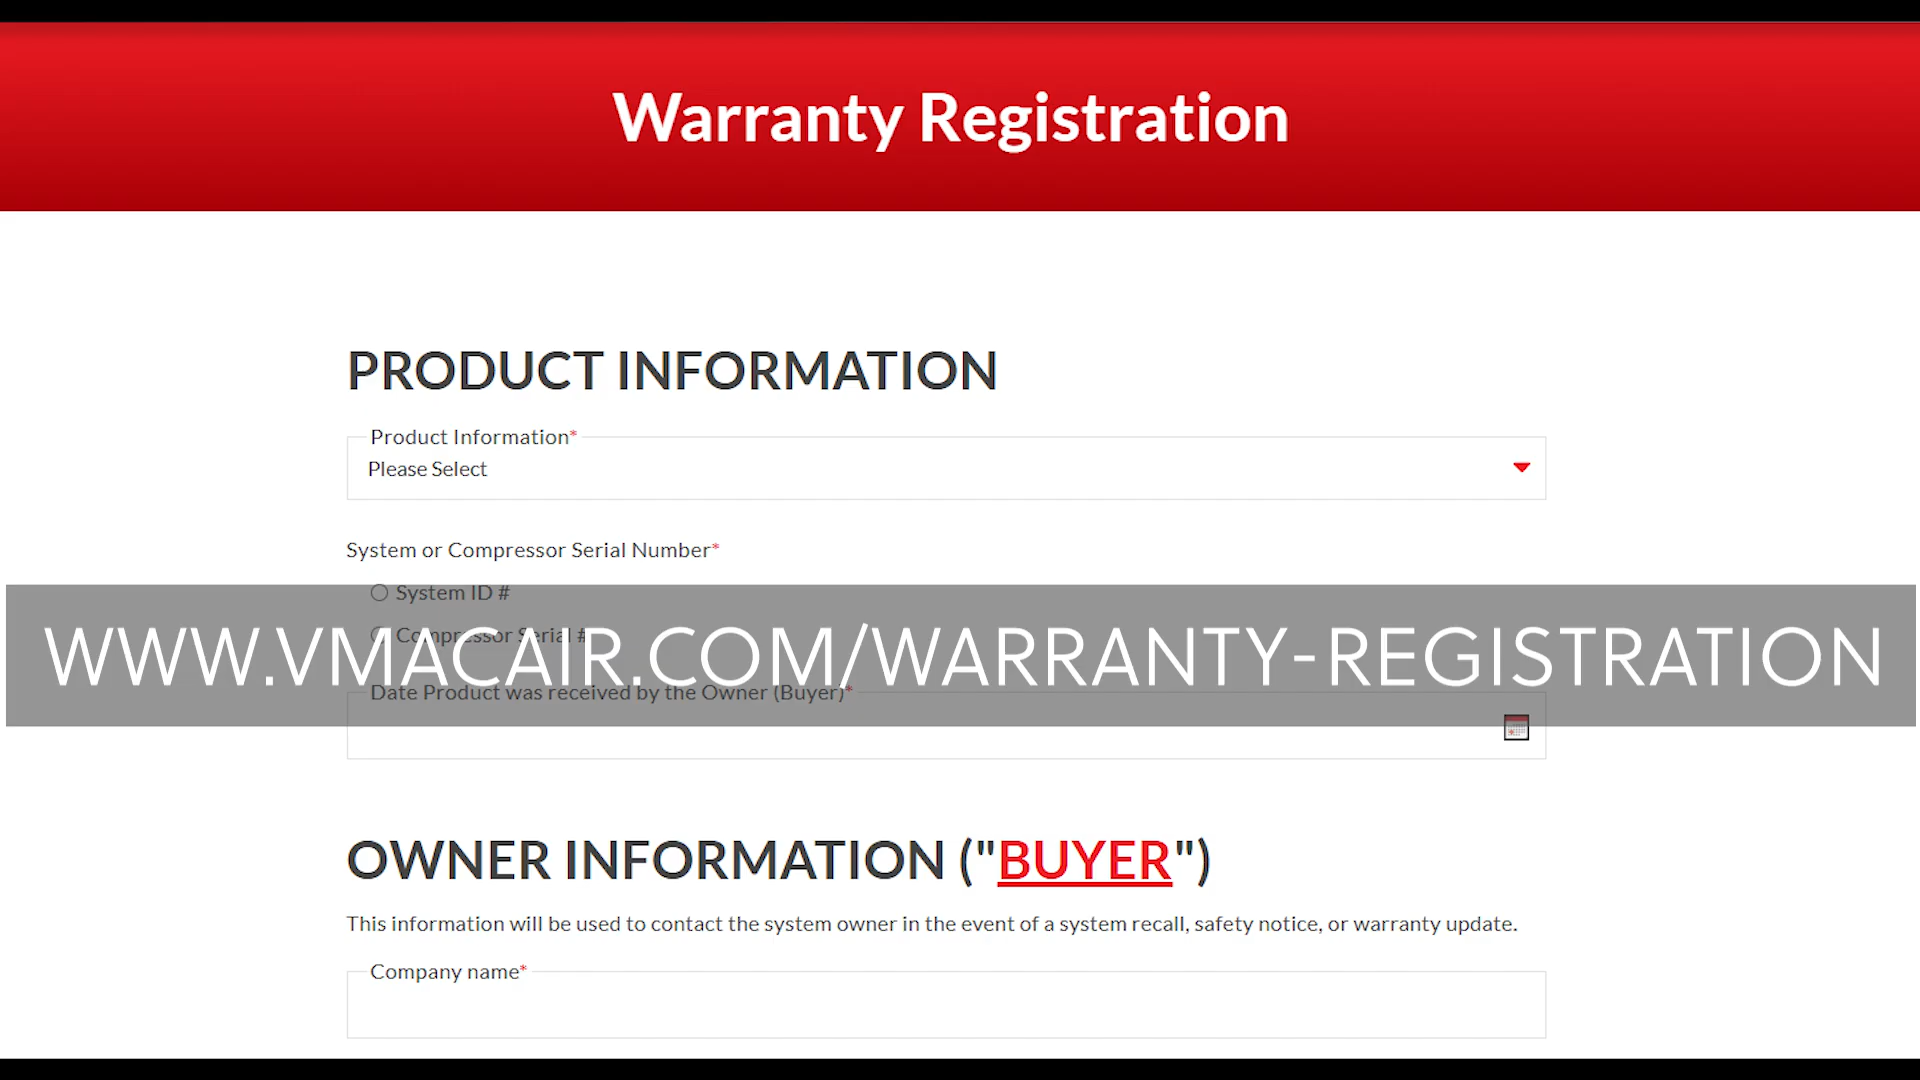 Warranty Registration
PRODUCT INFORMATION
Product Information*
Please Select
System or Compressor Serial Number*
System ID #
Compressor Serial #
WWW.VMACAIR.COM/WARRANTY-REGISTRATION
Date Product was received by the Owner (Buyer)*
OWNER INFORMATION ("BUYER")
This information will be used to contact the system owner in the event of a system recall, safety notice, or warranty update.
Company name*